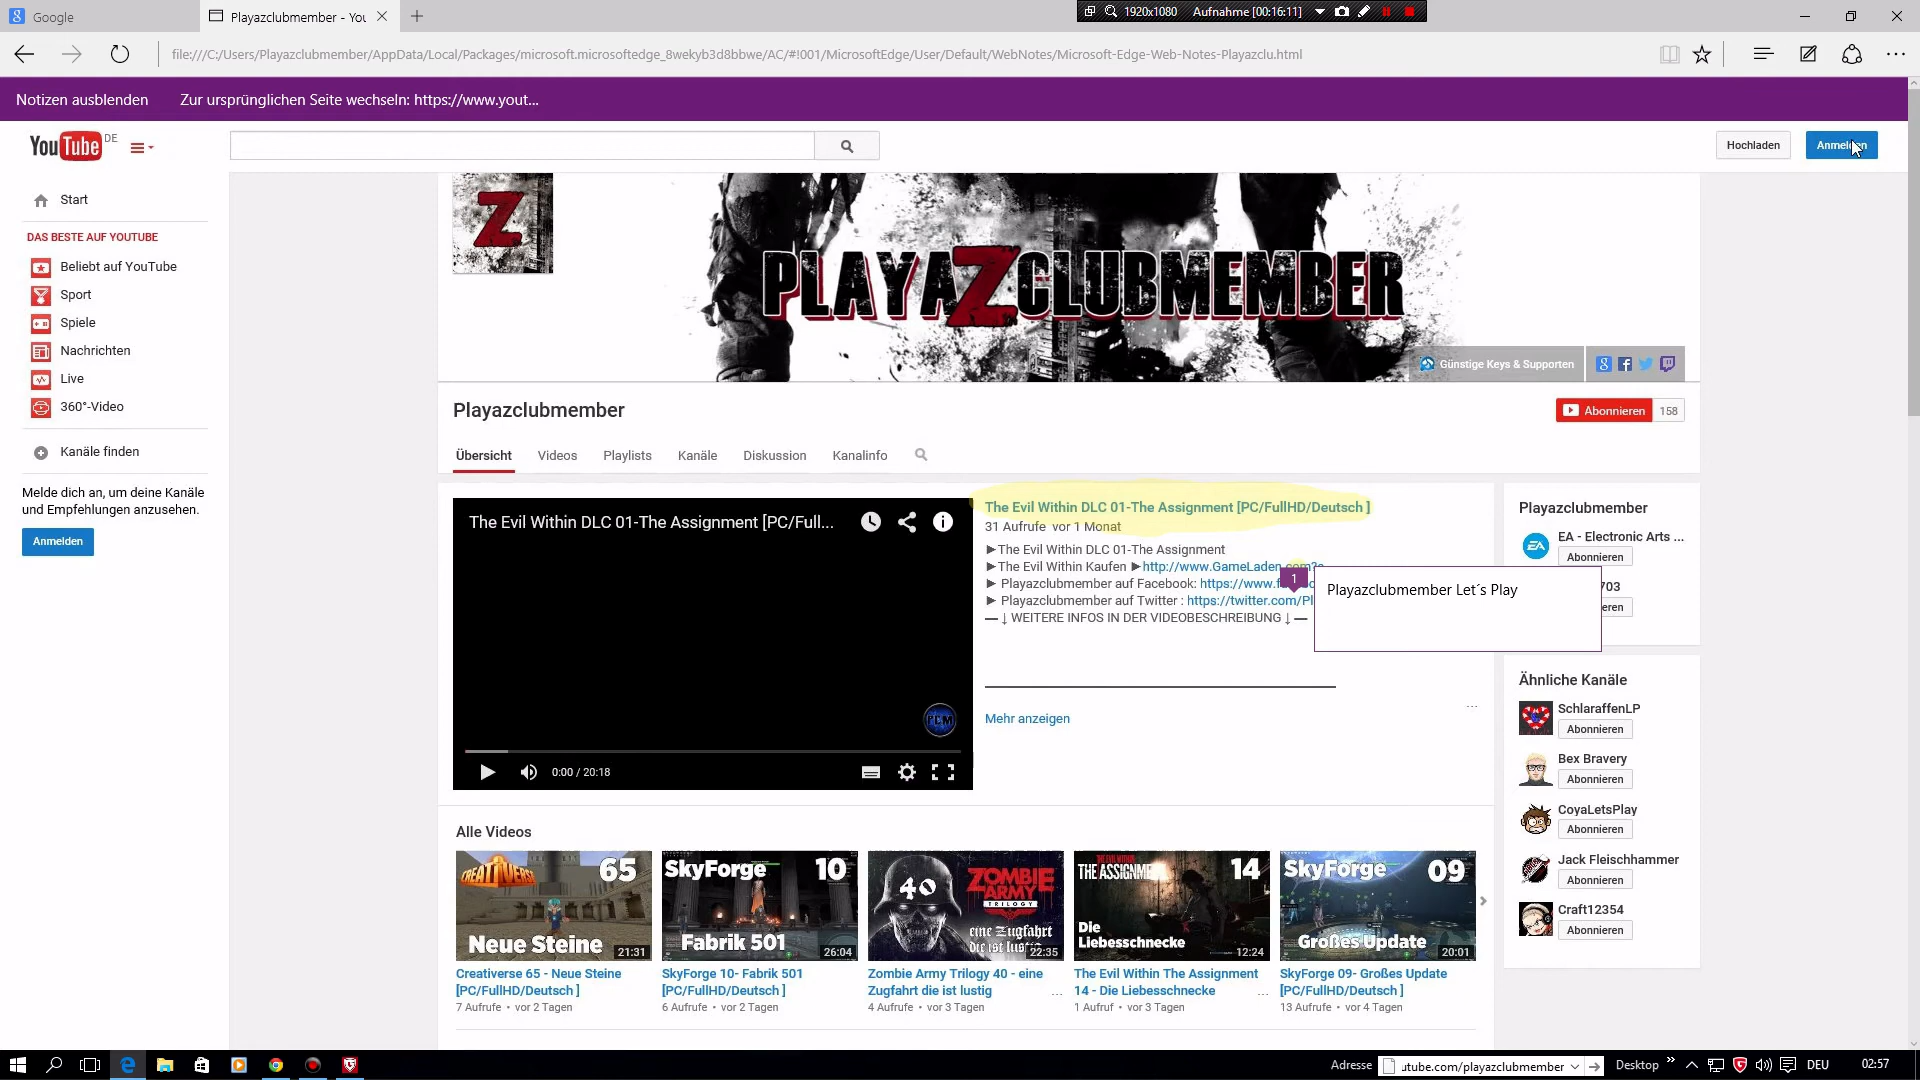 Google
Playazclubmember - You
1920x1080 Aufnahme [00:16:11]
file:///C:/Users/Playazclubmember/AppData/Local/Packages/microsoft.microsoftedge_8wekyb3d8bbwe/AC/#!001/MicrosoftEdge/User/Default/WebNotes/Microsoft-Edge-Web-Notes-Playazclu.html
Notizen ausblenden
Zur ursprünglichen Seite wechseln: https://www.yout...
YouTube DE
Hochladen
Anmelden
Start
DAS BESTE AUF YOUTUBE
Beliebt auf YouTube
Sport
Spiele
Nachrichten
Live
360°-Video
Kanäle finden
Melde dich an, um deine Kanäle
und Empfehlungen anzusehen.
Anmelden
Z
PLAYAZCLUBMEMBER
Günstige Keys & Supporten
Playazclubmember
Abonnieren 158
Übersicht
Videos
Playlists
Kanäle
Diskussion
Kanalinfo
The Evil Within DLC 01-The Assignment [PC/Full...
PCM
0:00 / 20:18
The Evil Within DLC 01-The Assignment [PC/FullHD/Deutsch ]
31 Aufrufe vor 1 Monat
►The Evil Within DLC 01-The Assignment
►The Evil Within Kaufen ►http://www.GameLaden.com?
► Playazclubmember auf Facebook: https://www.f
► Playazclubmember auf Twitter : https://twitter.com/Pl
— ↓ WEITERE INFOS IN DER VIDEOBESCHREIBUNG ↓ —
...
Mehr anzeigen
1
Playazclubmember Let´s Play
Playazclubmember
EA - Electronic Arts ...
Abonnieren
703
eren
Ähnliche Kanäle
SchlaraffenLP
Abonnieren
Bex Bravery
Abonnieren
CoyaLetsPlay
Abonnieren
Jack Fleischhammer
Abonnieren
Craft12354
Abonnieren
Alle Videos
CREATIVERSE 65
Neue Steine
21:31
Creativerse 65 - Neue Steine
[PC/FullHD/Deutsch ]
7 Aufrufe • vor 2 Tagen
SkyForge 10
Fabrik 501
26:04
SkyForge 10- Fabrik 501
[PC/FullHD/Deutsch ]
6 Aufrufe • vor 2 Tagen
40 ZOMBIE
ARMY
TRILOGY
eine Zugfahrt
die ist lustig
22:35
Zombie Army Trilogy 40 - eine
Zugfahrt die ist lustig ...
4 Aufrufe • vor 3 Tagen
THE EVIL WITHIN
THE ASSIGNMENT 14
Die
Liebesschnecke
12:24
The Evil Within The Assignment
14 - Die Liebesschnecke ...
1 Aufruf • vor 3 Tagen
SkyForge 09
Großes Update
20:01
SkyForge 09- Großes Update
[PC/FullHD/Deutsch ]
13 Aufrufe • vor 4 Tagen
Adresse
utube.com/playazclubmember
Desktop
DEU
02:57